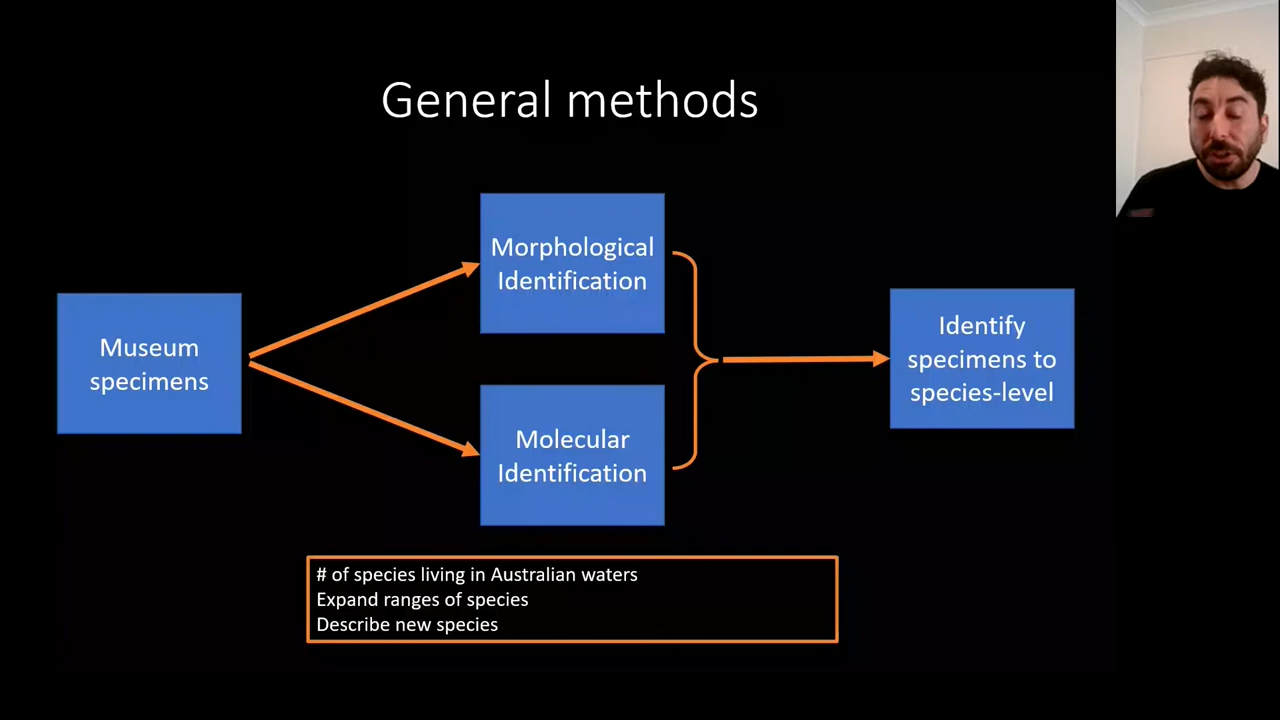 General methods
Museum
specimens
Morphological
Identification
Molecular
Identification
Identify
specimens to
species-level
# of species living in Australian waters
Expand ranges of species
Describe new species